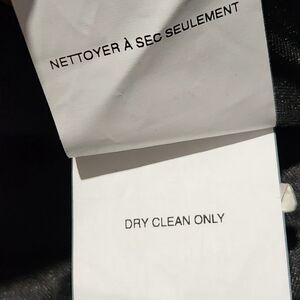 NETTOYER À SEC SEULEMENT
DRY CLEAN ONLY